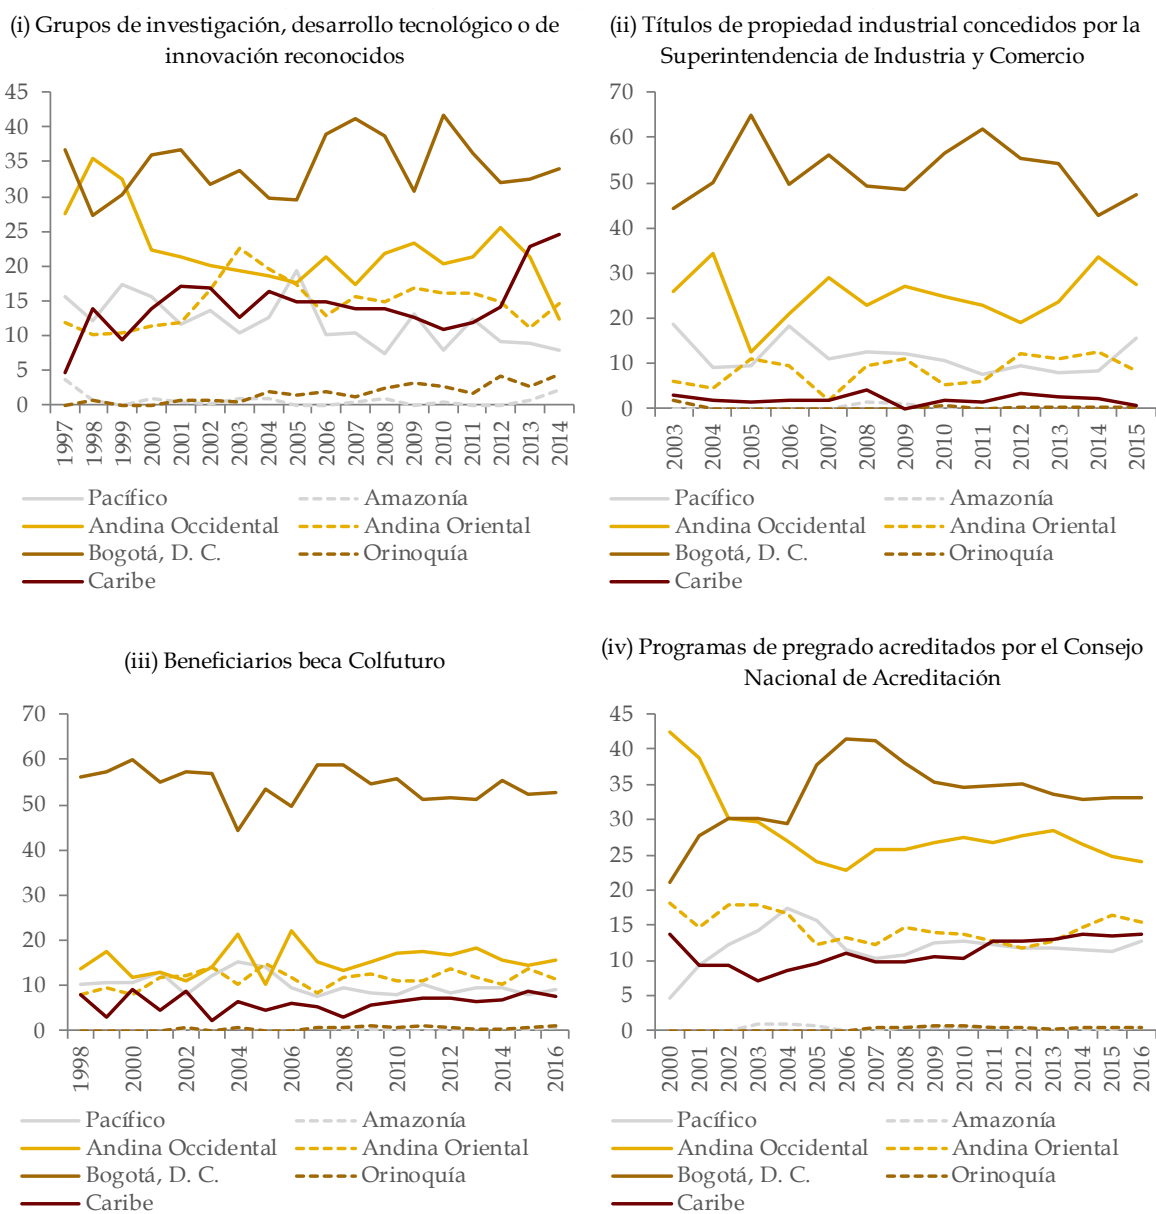 (i) Grupos de investigación, desarrollo tecnológico o de
innovación reconocidos
45
40
35
30
25
20
15
10
5
0
1997
1998
1999
2000
2001
2002
2003
2004
2005
2006
2007
2008
2009
2010
2011
2012
2013
2014
Pacífico
Amazonía
Andina Occidental
Andina Oriental
Bogotá, D. C.
Orinoquía
Caribe
(ii) Títulos de propiedad industrial concedidos por la
Superintendencia de Industria y Comercio
70
60
50
40
30
20
10
0
2003
2004
2005
2006
2007
2008
2009
2010
2011
2012
2013
2014
2015
Pacífico
Amazonía
Andina Occidental
Andina Oriental
Bogotá, D. C.
Orinoquía
Caribe
(iii) Beneficiarios beca Colfuturo
70
60
50
40
30
20
10
0
1998
2000
2002
2004
2006
2008
2010
2012
2014
2016
Pacífico
Amazonía
Andina Occidental
Andina Oriental
Bogotá, D. C.
Orinoquía
Caribe
(iv) Programas de pregrado acreditados por el Consejo
Nacional de Acreditación
45
40
35
30
25
20
15
10
5
0
2000
2001
2002
2003
2004
2005
2006
2007
2008
2009
2010
2011
2012
2013
2014
2015
2016
Pacífico
Amazonía
Andina Occidental
Andina Oriental
Bogotá, D. C.
Orinoquía
Caribe